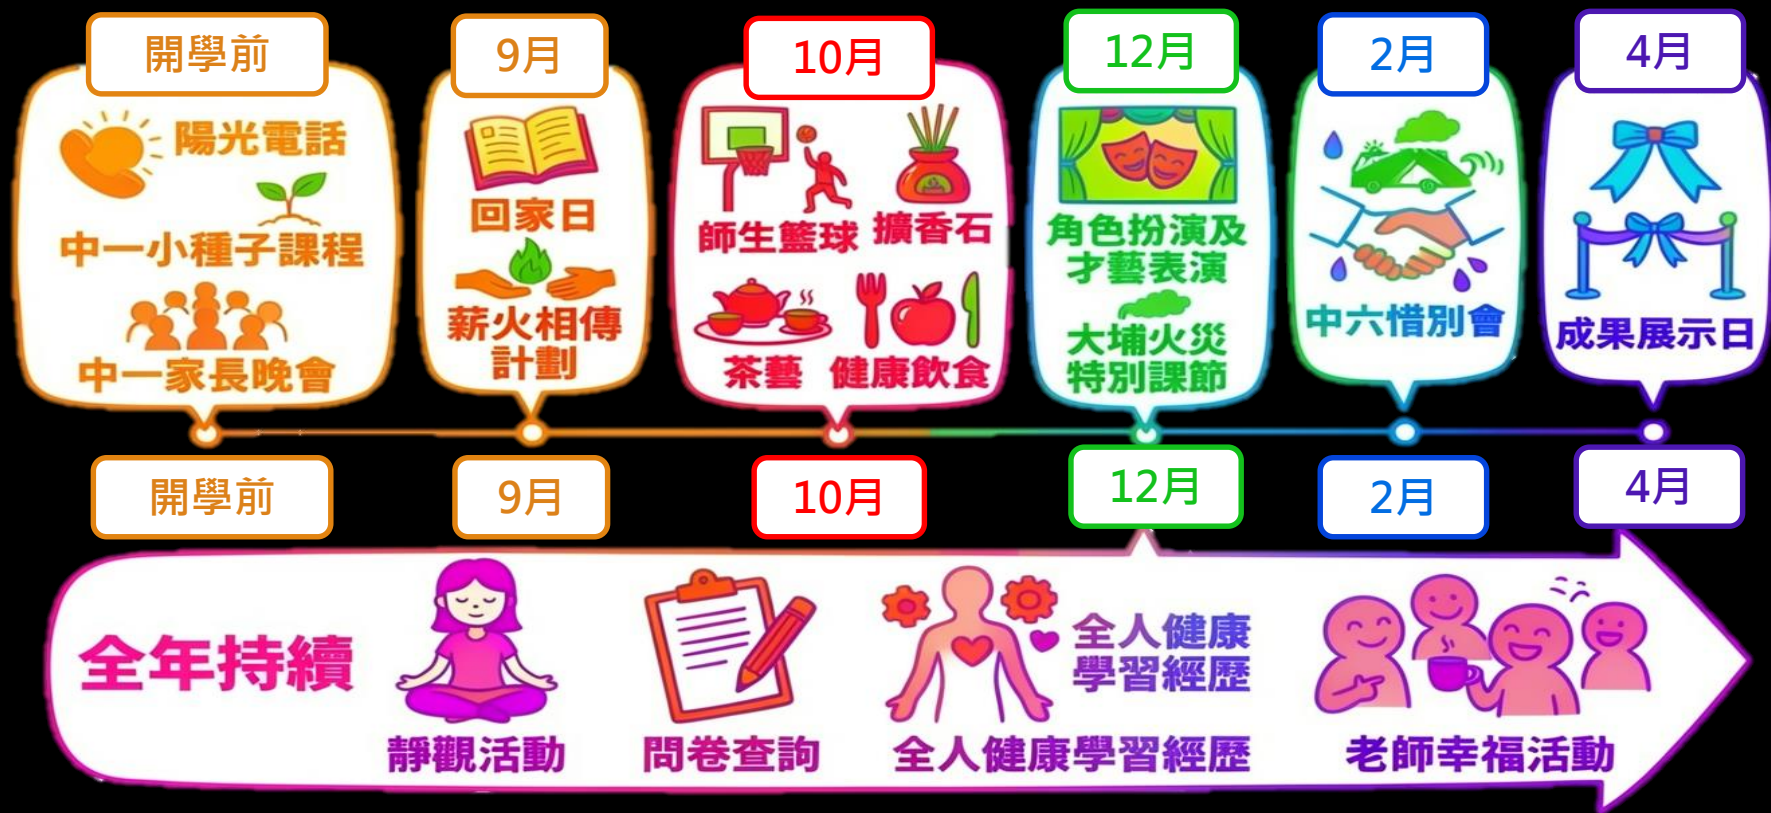 開學前
陽光電話
中一小種子課程
中一家長晚會
9月
回家日
薪火相傳
計劃
10月
師生籃球
擴香石
茶藝
健康飲食
12月
角色扮演及
才藝表演
大埔火災
特別課節
2月
中六惜別會
4月
成果展示日
開學前
9月
10月
12月
2月
4月
全年持續
靜觀活動
問卷查詢
全人健康
學習經歷
全人健康學習經歷
老師幸福活動